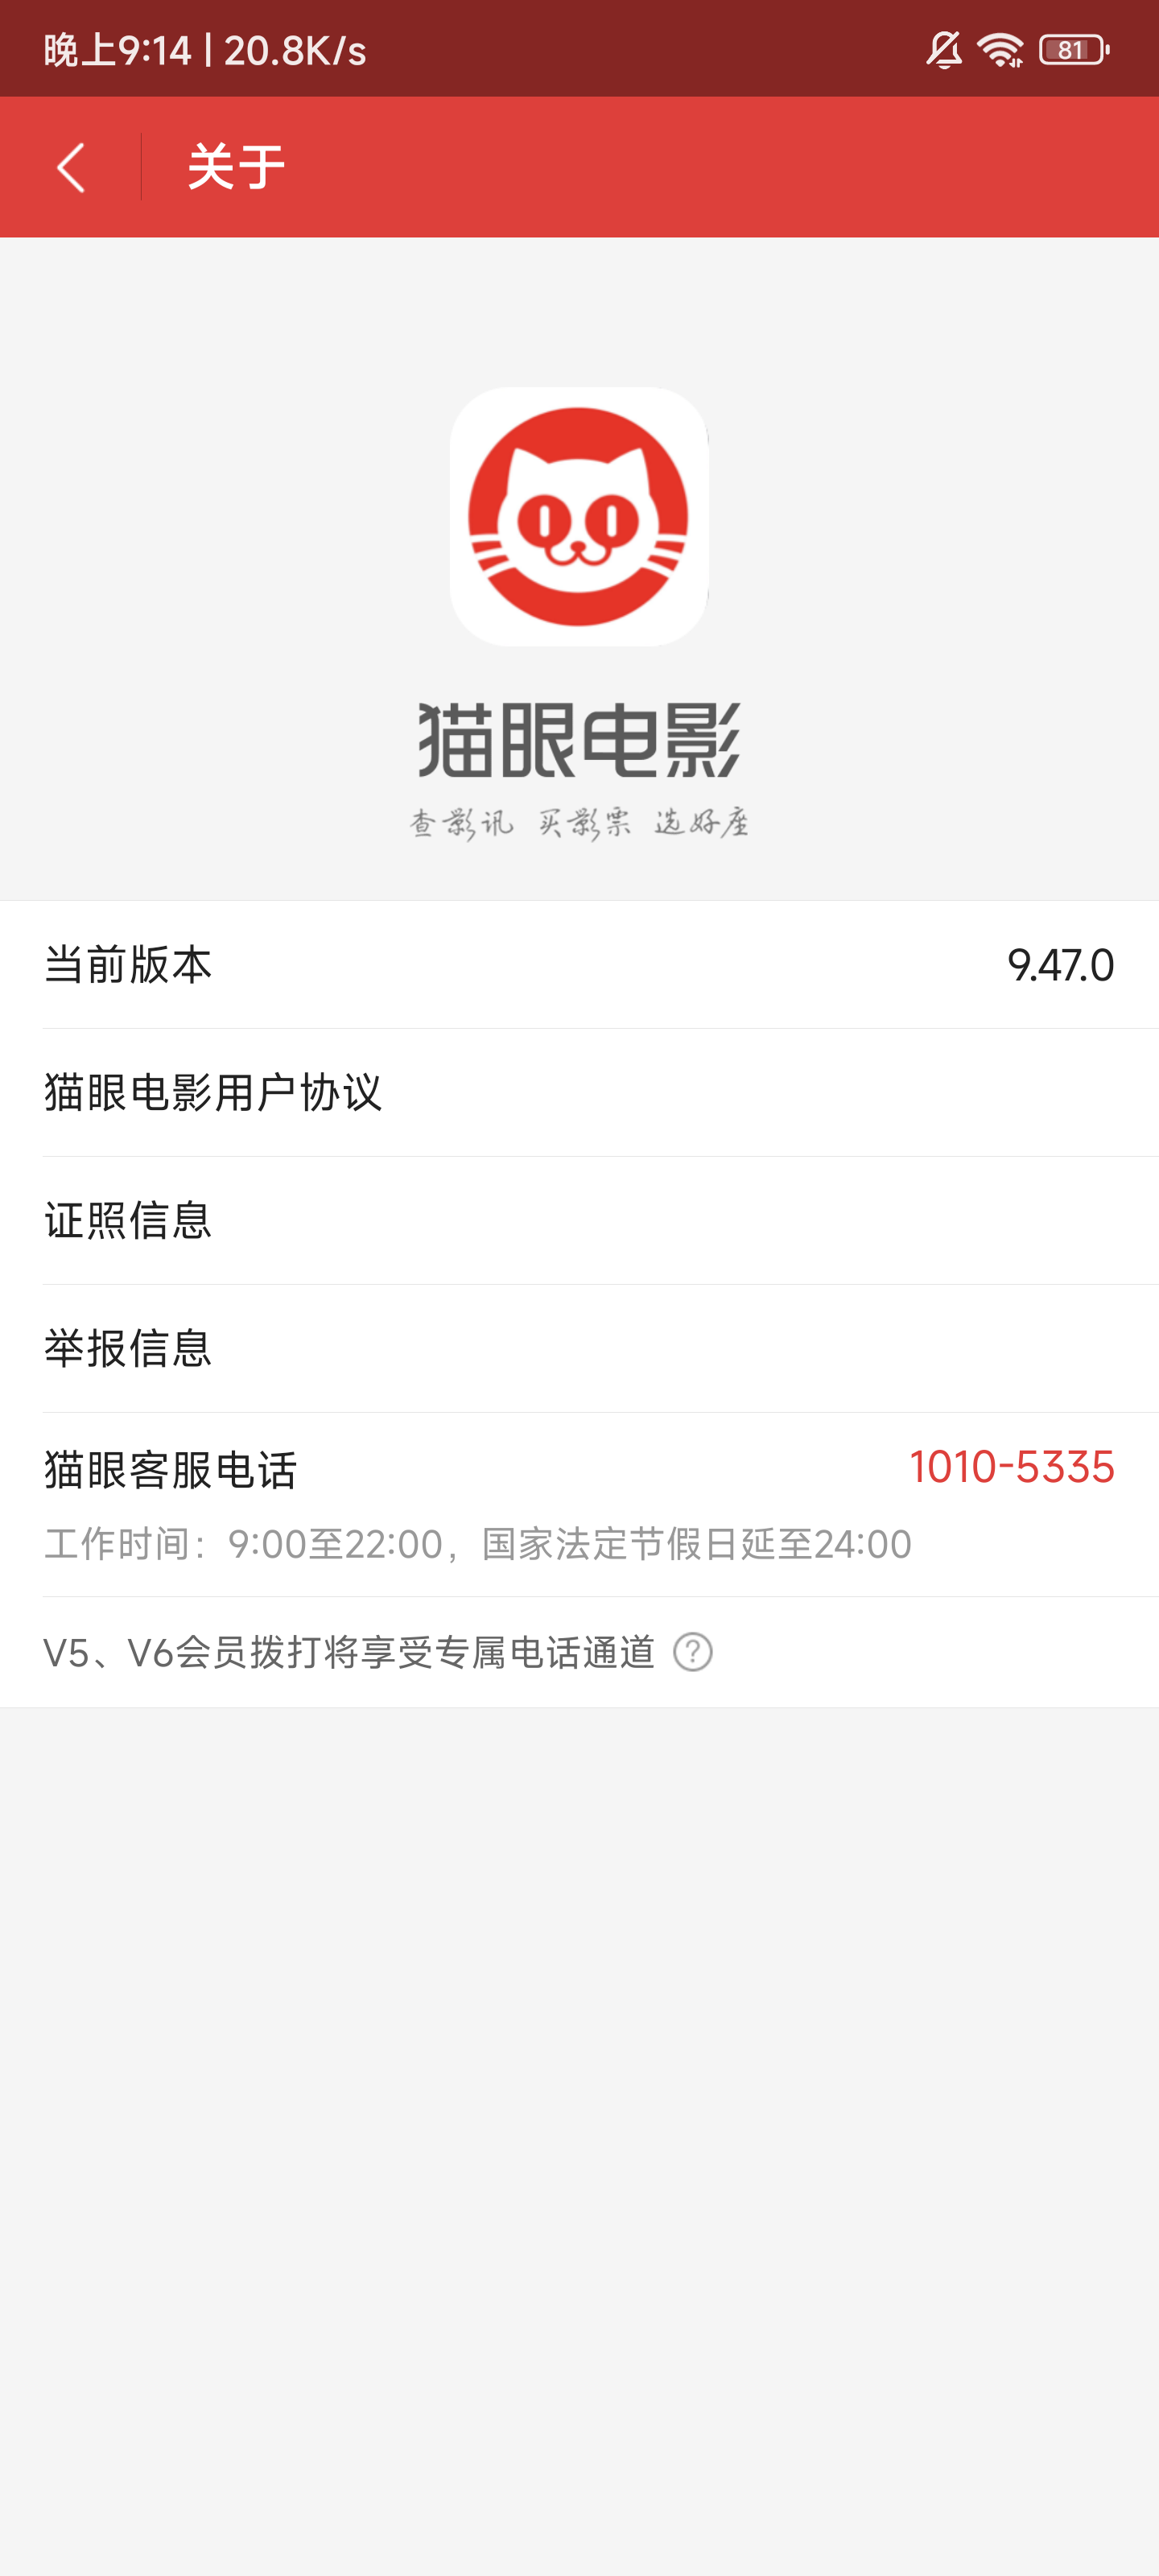 晚上9:14 | 20.8K/s
81
关于
猫眼电影
查影讯 买影票 选好座
当前版本
9.47.0
猫眼电影用户协议
证照信息
举报信息
猫眼客服电话
1010-5335
工作时间：9:00至22:00，国家法定节假日延至24:00
V5、V6会员拨打将享受专属电话通道 ?